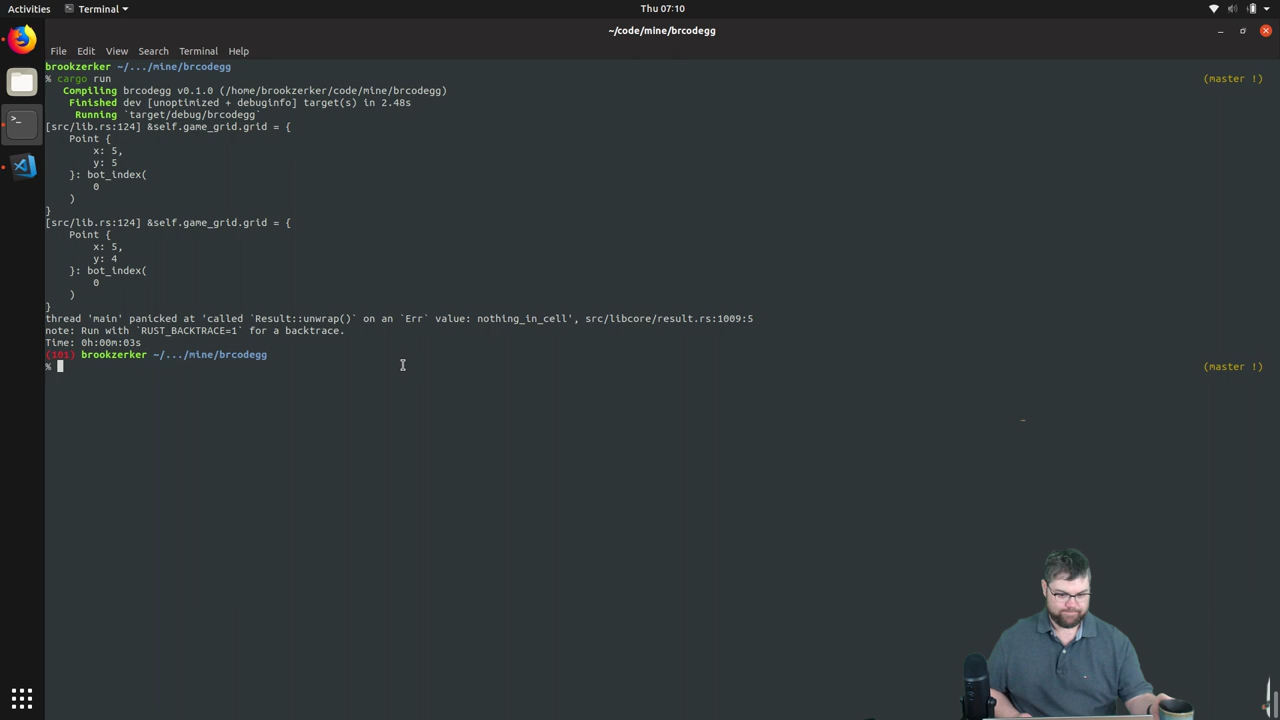 Activities
Terminal
Thu 07:10
~/code/mine/brcodegg
File Edit View Search Terminal Help
brookzerker ~/.../mine/brcodegg
% cargo run (master !)
Compiling brcodegg v0.1.0 (/home/brookzerker/code/mine/brcodegg)
Finished dev [unoptimized + debuginfo] target(s) in 2.48s
Running `target/debug/brcodegg`
[src/lib.rs:124] &self.game_grid.grid = {
Point {
x: 5,
y: 5
}: bot_index(
0
)
}
[src/lib.rs:124] &self.game_grid.grid = {
Point {
x: 5,
y: 4
}: bot_index(
0
)
}
thread 'main' panicked at 'called `Result::unwrap()` on an `Err` value: nothing_in_cell', src/libcore/result.rs:1009:5
note: Run with `RUST_BACKTRACE=1` for a backtrace.
Time: 0h:00m:03s
(101) brookzerker ~/.../mine/brcodegg
% (master !)